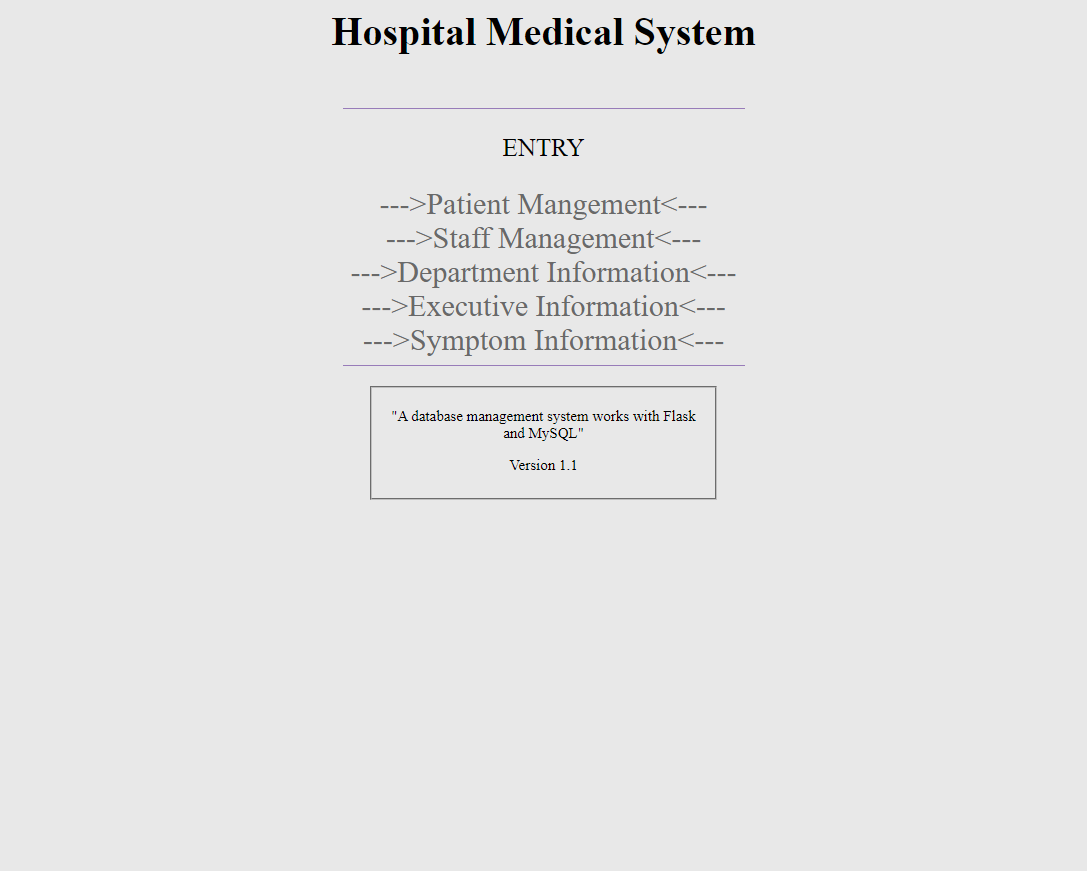 Hospital Medical System
ENTRY
--->Patient Mangement<---
--->Staff Management<---
--->Department Information<---
--->Executive Information<---
--->Symptom Information<---
"A database management system works with Flask
and MySQL"
Version 1.1